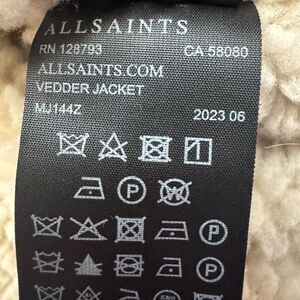 ALLSAINTS
RN 128793 CA 58080
ALLSAINTS.COM
VEDDER JACKET
MJ144Z 2023 06
P W
P